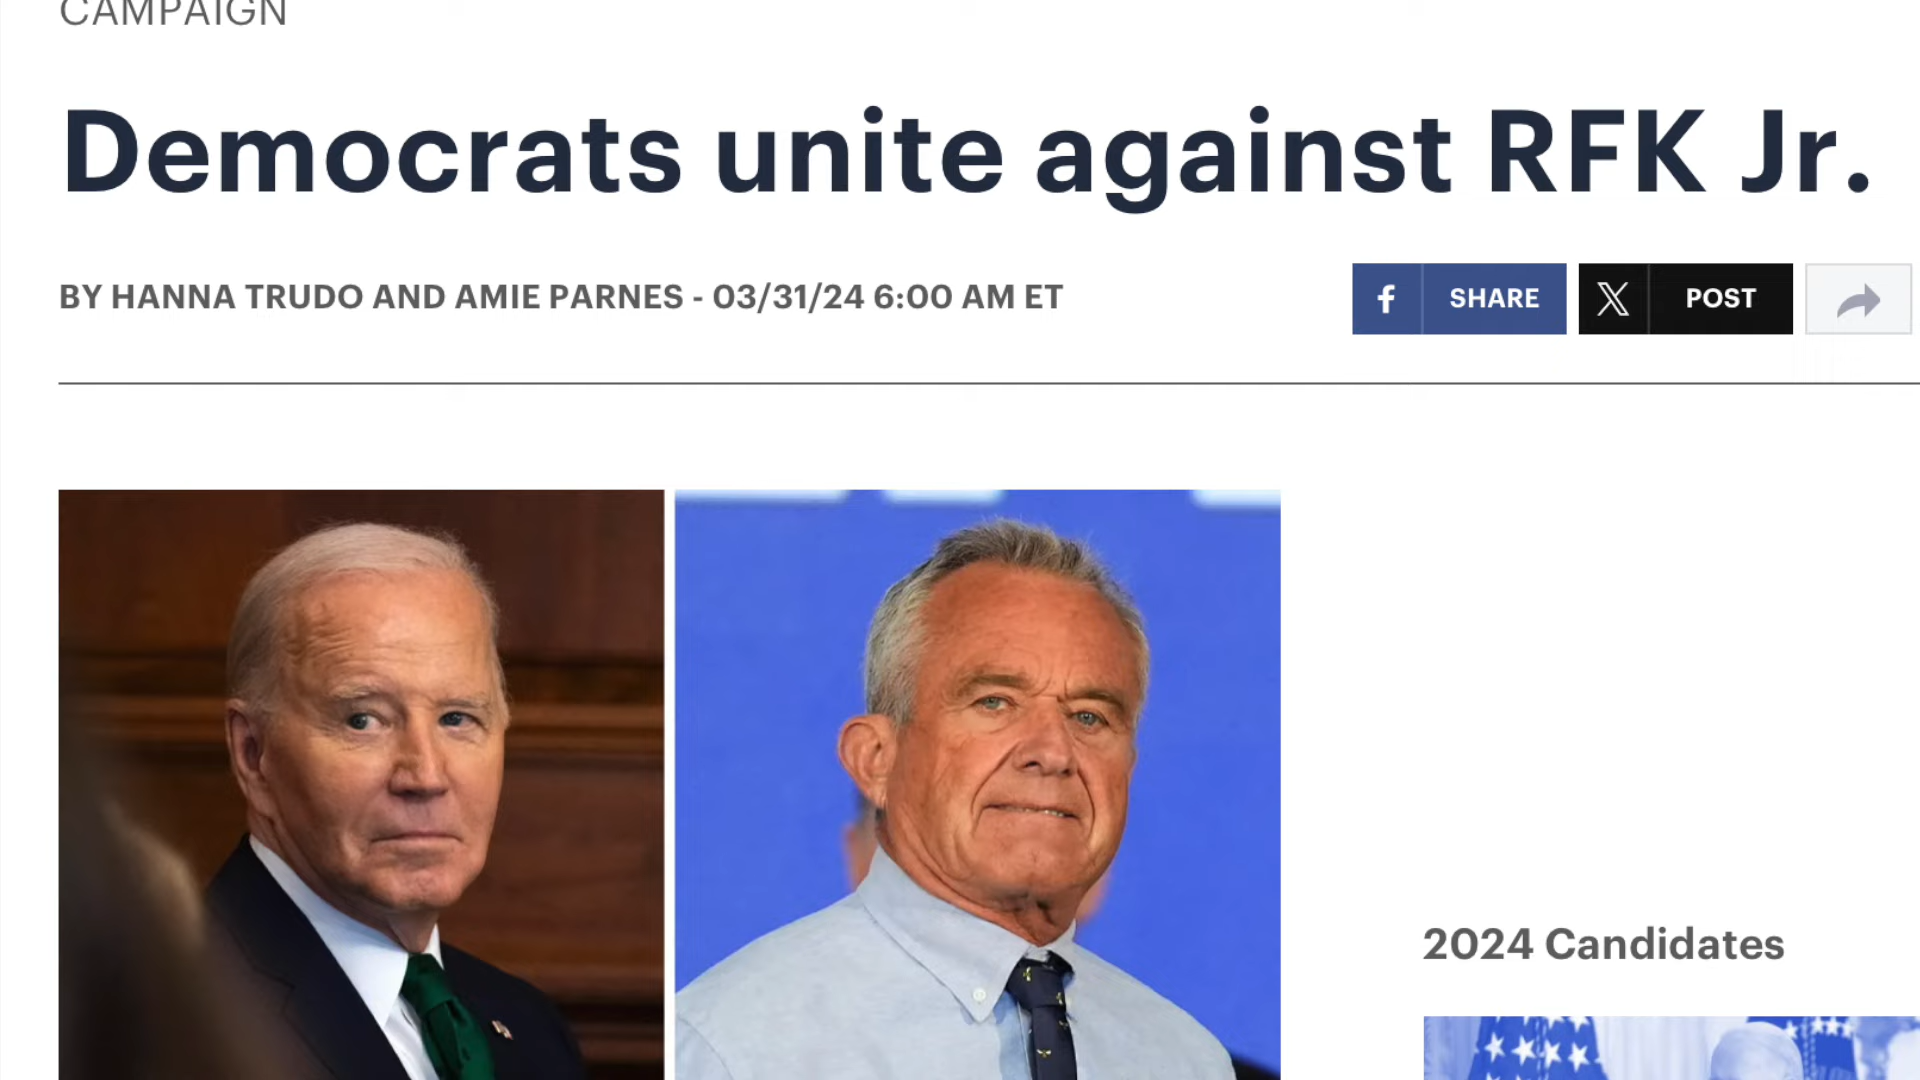 CAMPAIGN
Democrats unite against RFK Jr.
BY HANNA TRUDO AND AMIE PARNES - 03/31/24 6:00 AM ET
f SHARE
X POST
2024 Candidates